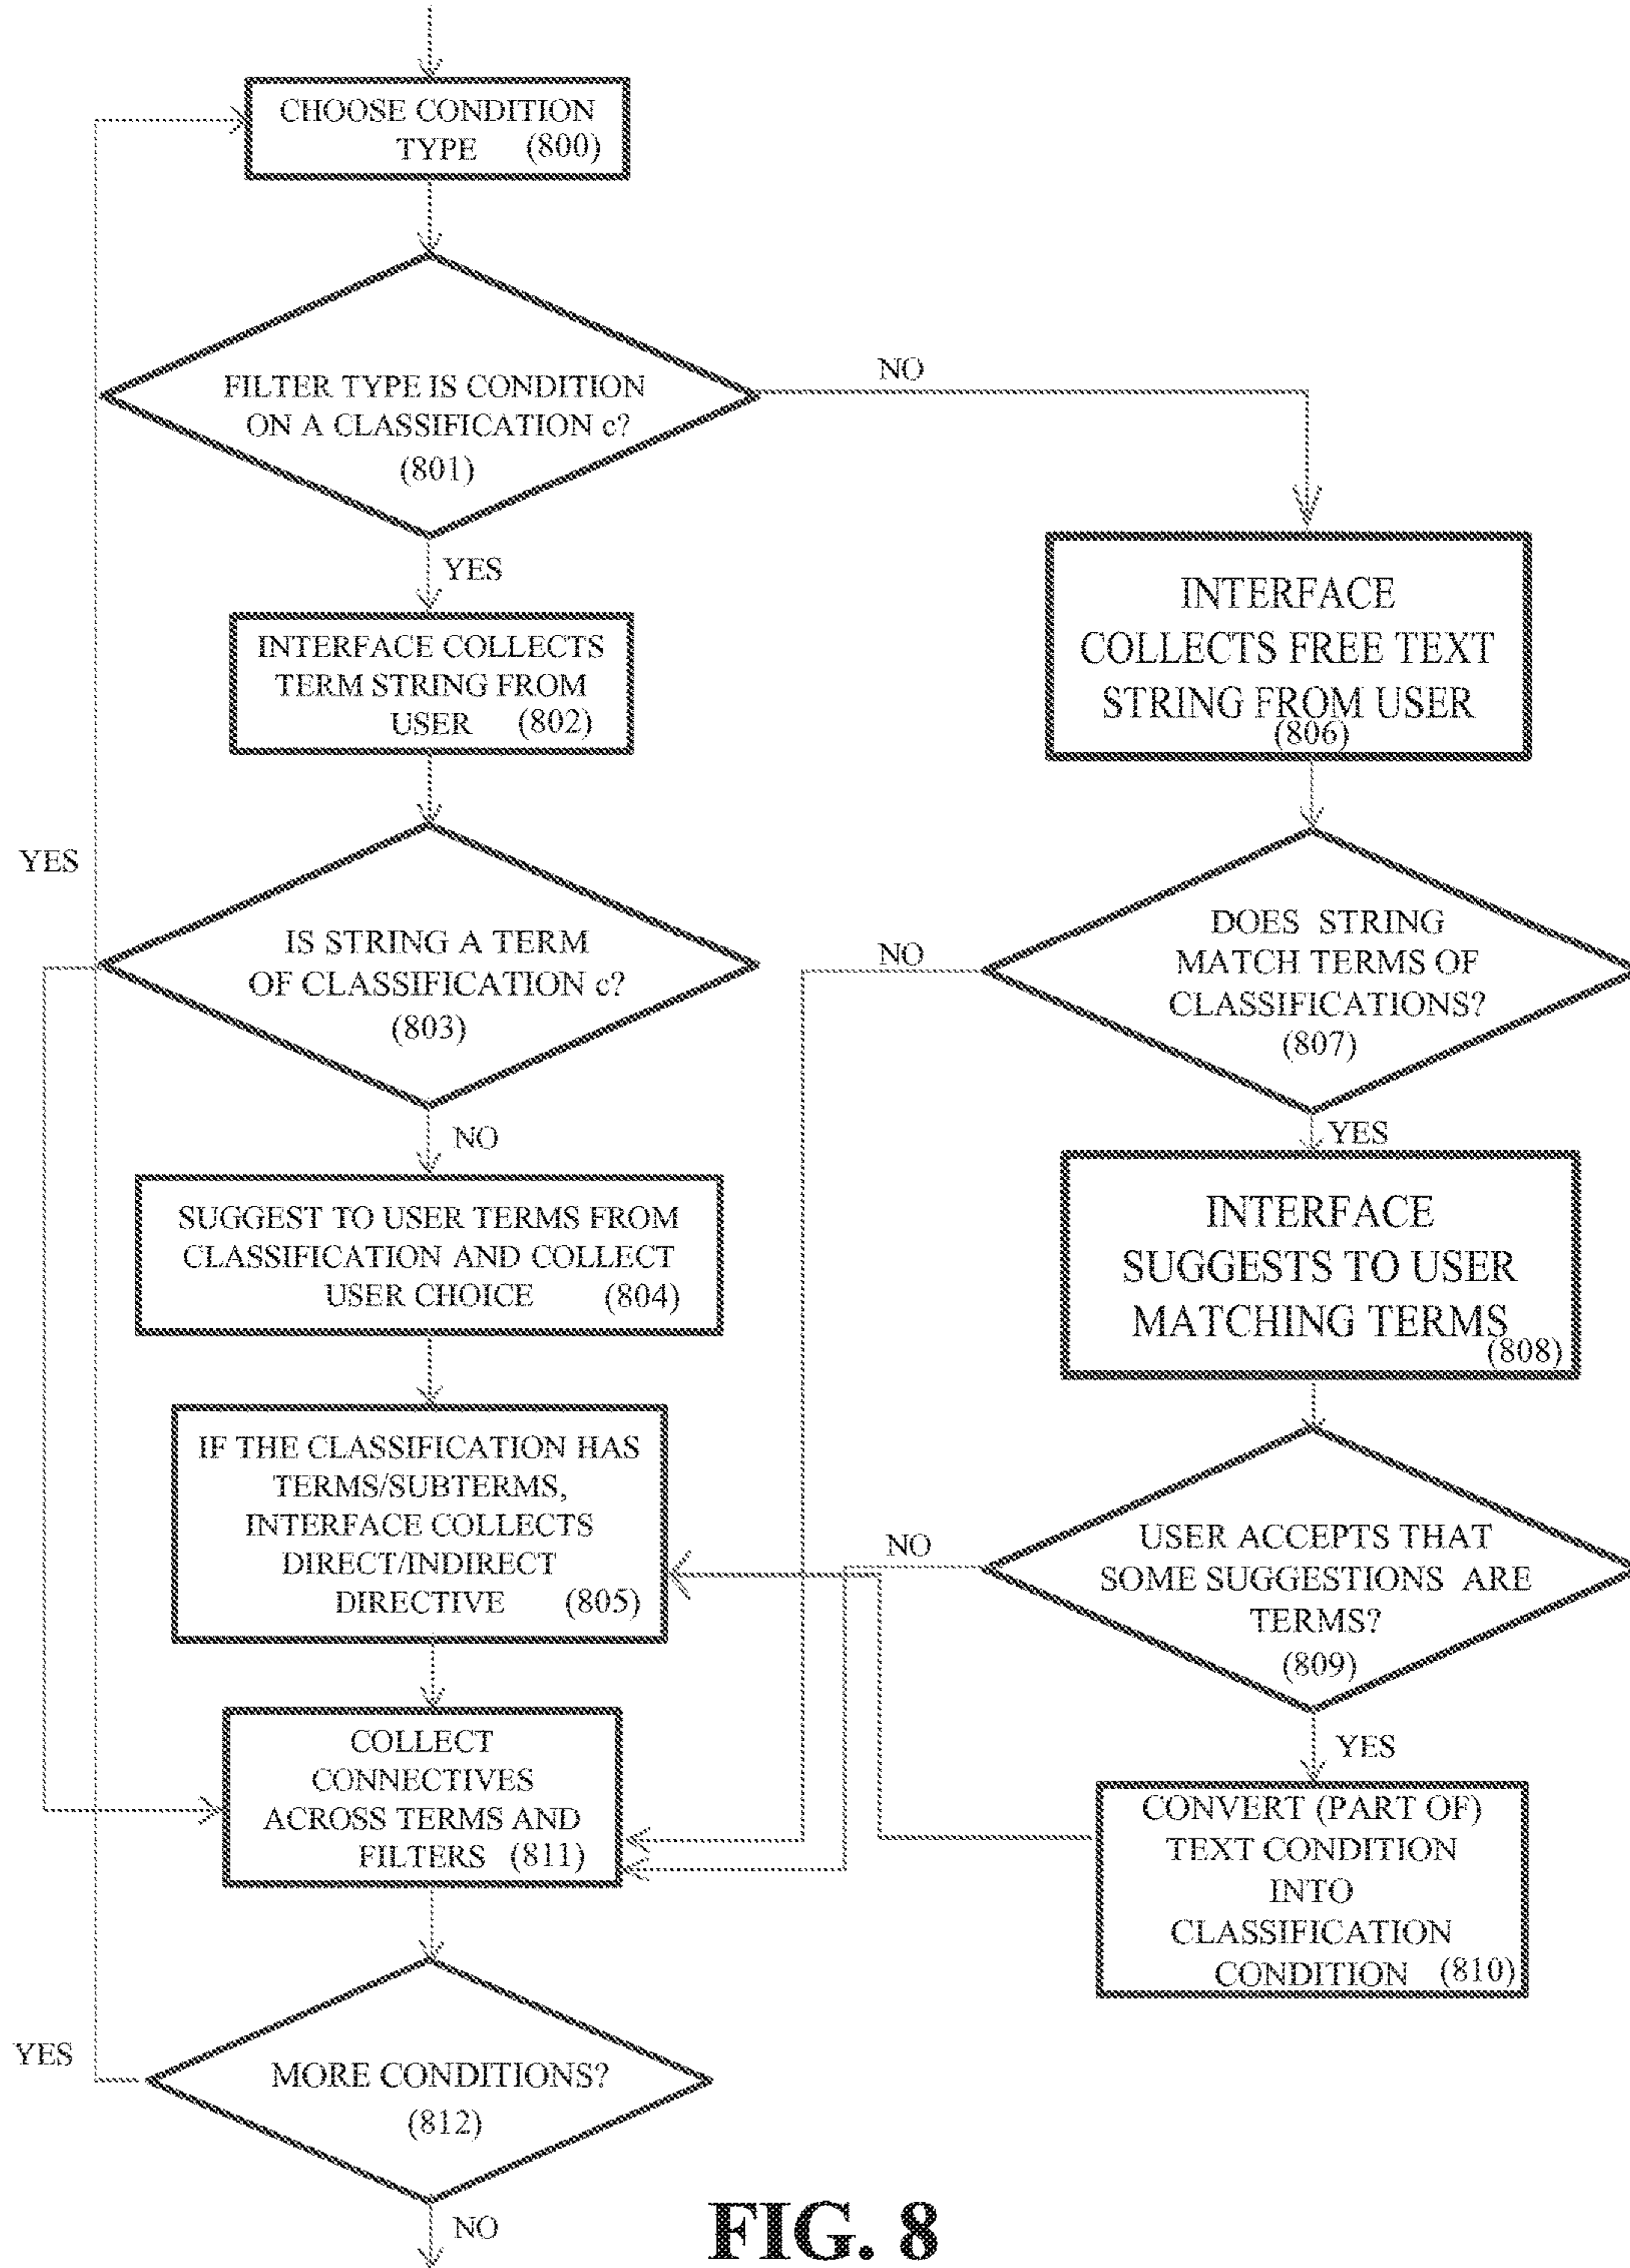 CHOOSE CONDITION
TYPE (800)
FILTER TYPE IS CONDITION
ON A CLASSIFICATION c?
(801)
NO
YES
INTERFACE COLLECTS
TERM STRING FROM
USER (802)
INTERFACE
COLLECTS FREE TEXT
STRING FROM USER
(806)
YES
IS STRING A TERM
OF CLASSIFICATION c?
(803)
NO
DOES STRING
MATCH TERMS OF
CLASSIFICATIONS?
(807)
NO
YES
SUGGEST TO USER TERMS FROM
CLASSIFICATION AND COLLECT
USER CHOICE (804)
INTERFACE
SUGGESTS TO USER
MATCHING TERMS
(808)
IF THE CLASSIFICATION HAS
TERMS/SUBTERMS,
INTERFACE COLLECTS
DIRECT/INDIRECT
DIRECTIVE (805)
NO
USER ACCEPTS THAT
SOME SUGGESTIONS ARE
TERMS?
(809)
YES
COLLECT
CONNECTIVES
ACROSS TERMS AND
FILTERS (811)
CONVERT (PART OF)
TEXT CONDITION
INTO
CLASSIFICATION
CONDITION (810)
YES
MORE CONDITIONS?
(812)
NO
FIG. 8